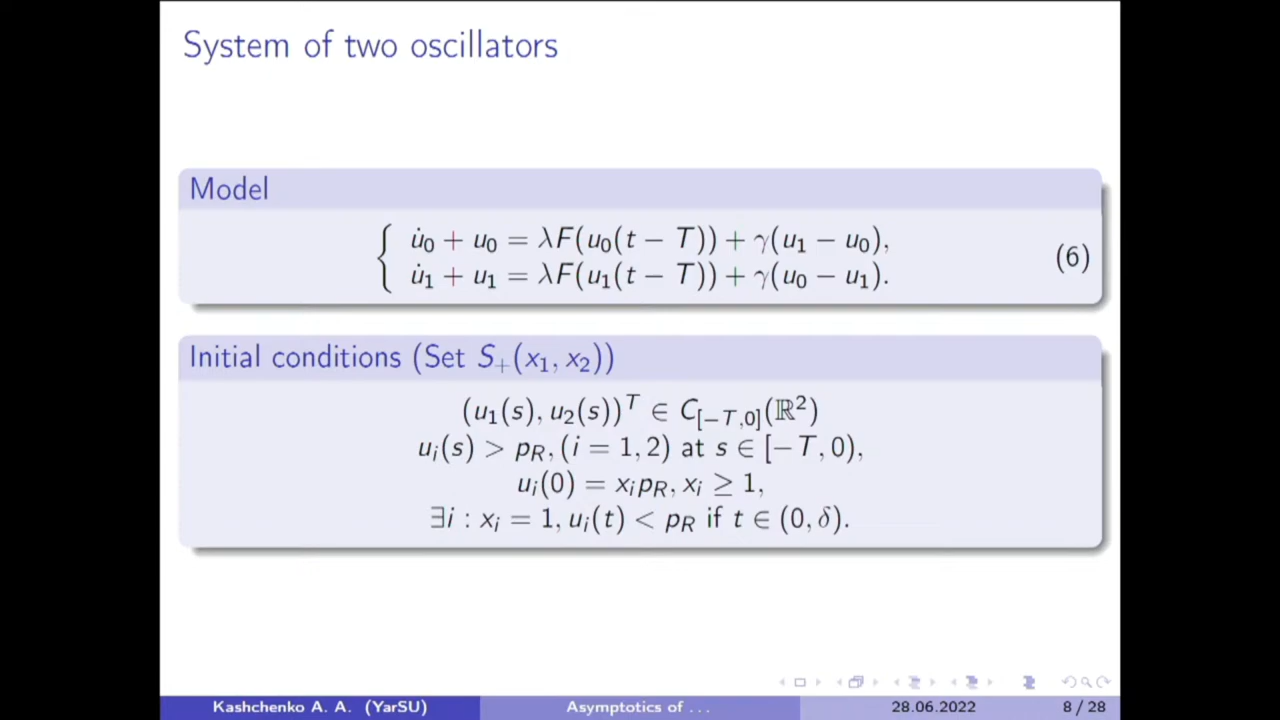 System of two oscillators
Model
u̇₀ + u₀ = λF(u₀(t − T)) + γ(u₁ − u₀),
u̇₁ + u₁ = λF(u₁(t − T)) + γ(u₀ − u₁).
(6)
Initial conditions (Set S₊(x₁, x₂))
(u₁(s), u₂(s))ᵀ ∈ C_{[−T,0]}(ℝ²)
uᵢ(s) > p_R, (i = 1, 2) at s ∈ [−T, 0),
uᵢ(0) = xᵢp_R, xᵢ ≥ 1,
∃i : xᵢ = 1, uᵢ(t) < p_R if t ∈ (0, δ).
Kashchenko A. A. (YarSU) Asymptotics of . . . 28.06.2022 8 / 28